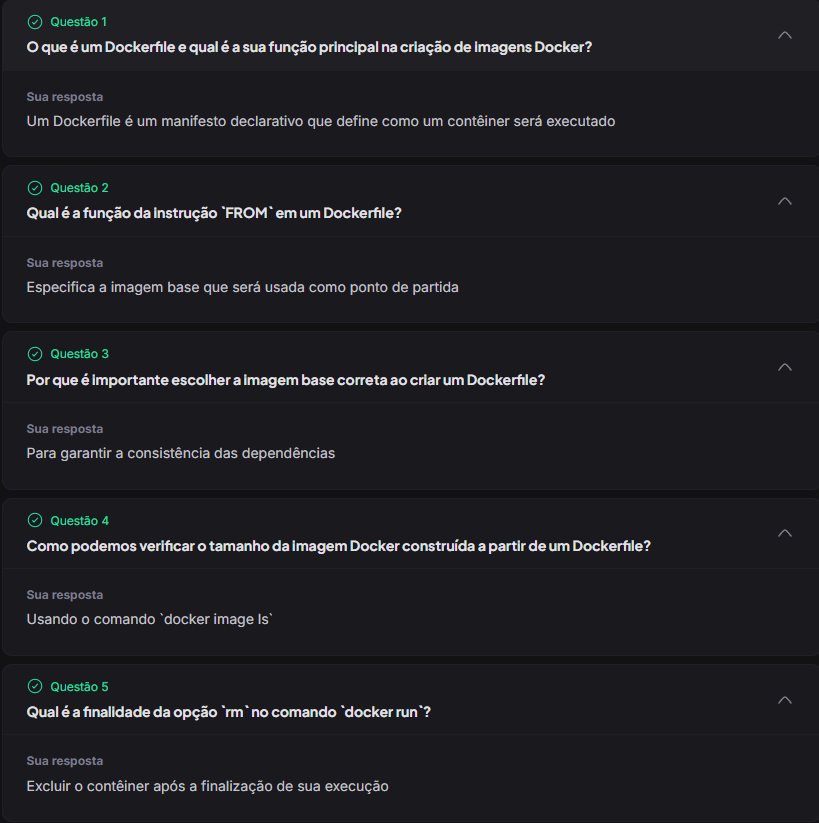 Questão 1
O que é um Dockerfile e qual é a sua função principal na criação de imagens Docker?
Sua resposta
Um Dockerfile é um manifesto declarativo que define como um contêiner será executado
Questão 2
Qual é a função da instrução `FROM` em um Dockerfile?
Sua resposta
Especifica a imagem base que será usada como ponto de partida
Questão 3
Por que é importante escolher a imagem base correta ao criar um Dockerfile?
Sua resposta
Para garantir a consistência das dependências
Questão 4
Como podemos verificar o tamanho da imagem Docker construída a partir de um Dockerfile?
Sua resposta
Usando o comando `docker image ls`
Questão 5
Qual é a finalidade da opção `rm` no comando `docker run`?
Sua resposta
Excluir o contêiner após a finalização de sua execução